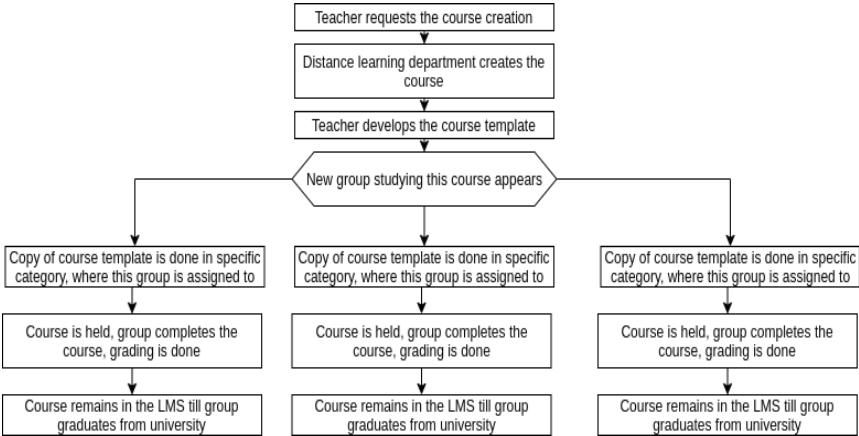 Teacher requests the course creation
Distance learning department creates the
course
Teacher develops the course template
New group studying this course appears
Copy of course template is done in specific
category, where this group is assigned to
Copy of course template is done in specific
category, where this group is assigned to
Copy of course template is done in specific
category, where this group is assigned to
Course is held, group completes the
course, grading is done
Course is held, group completes the
course, grading is done
Course is held, group completes the
course, grading is done
Course remains in the LMS till group
graduates from university
Course remains in the LMS till group
graduates from university
Course remains in the LMS till group
graduates from university